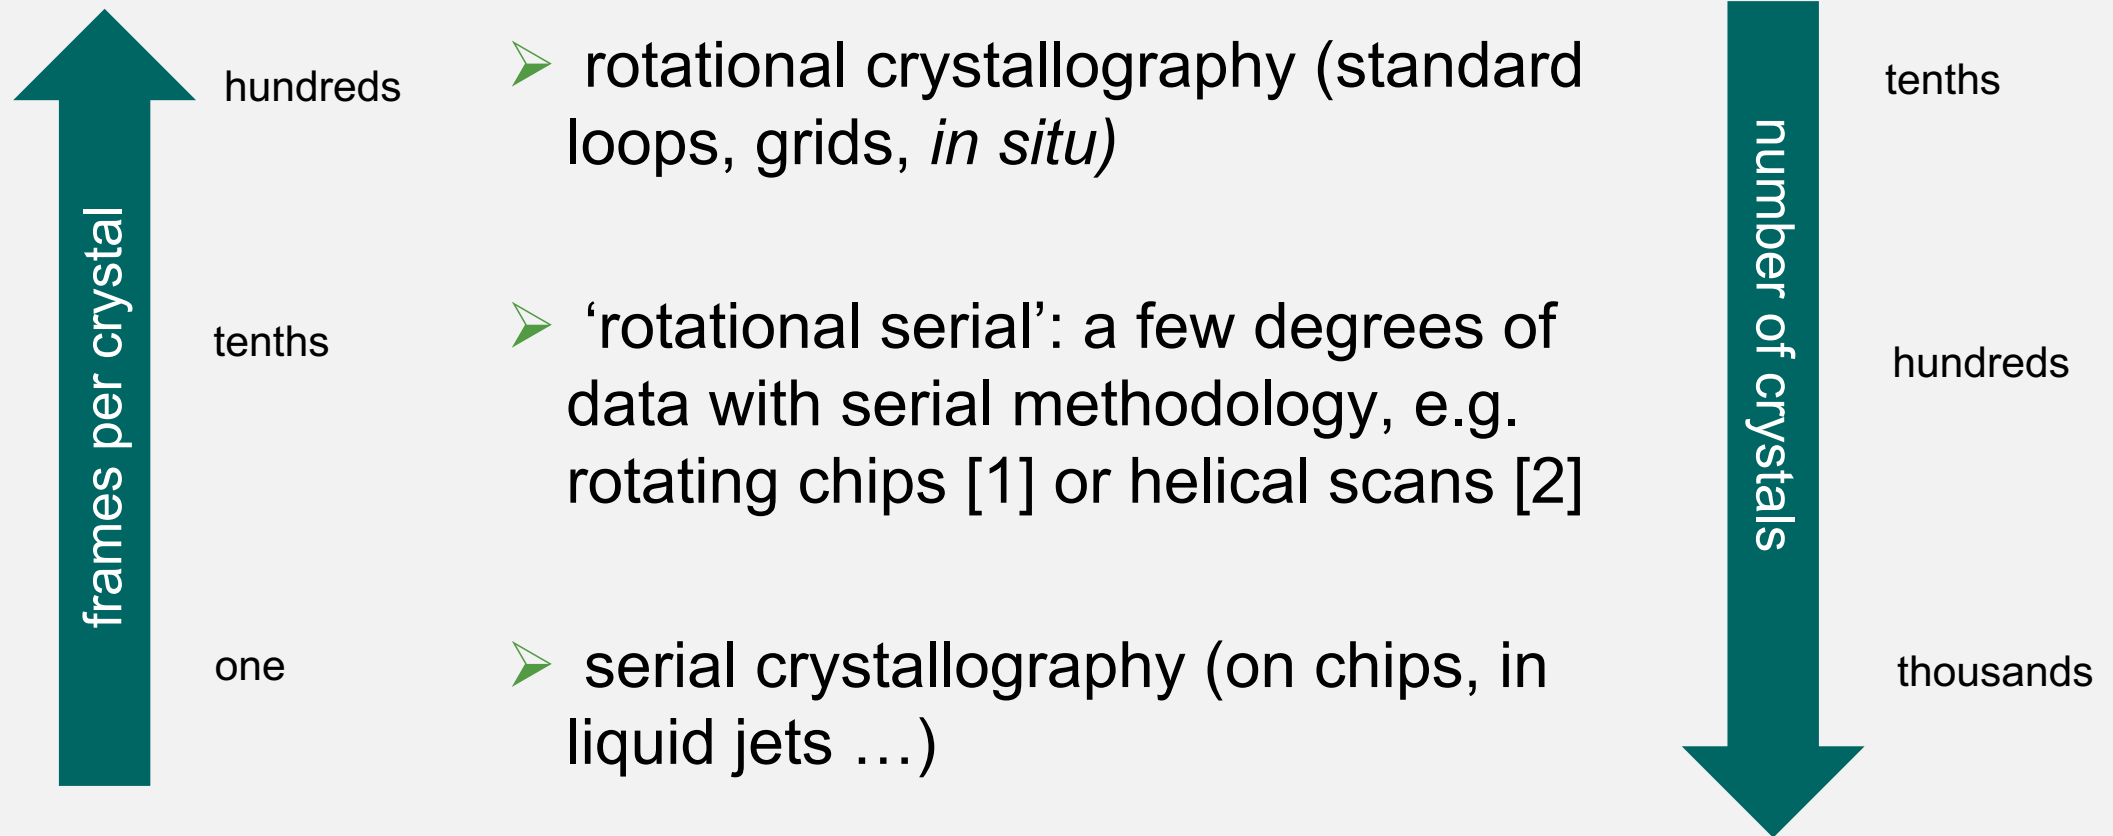 frames per crystal
hundreds
tenths
one
➢ rotational crystallography (standard
loops, grids, in situ)
➢ ‘rotational serial’: a few degrees of
data with serial methodology, e.g.
rotating chips [1] or helical scans [2]
➢ serial crystallography (on chips, in
liquid jets …)
number of crystals
tenths
hundreds
thousands